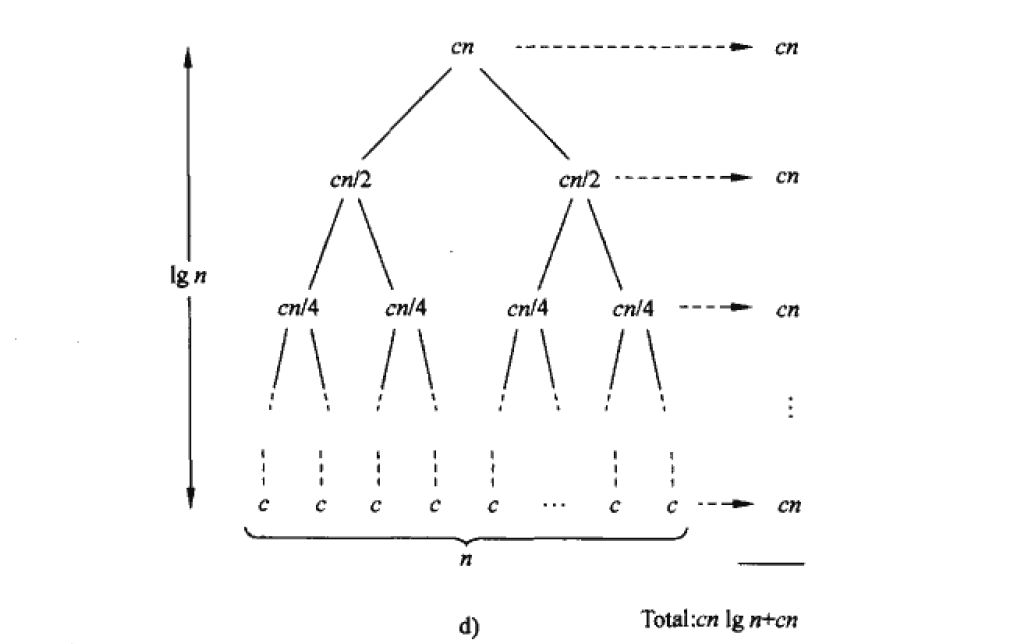 cn cn
cn/2 cn/2 cn
lg n
cn/4 cn/4 cn/4 cn/4 cn
⋮
c c c c c … c c cn
n
d) Total:cn lg n+cn